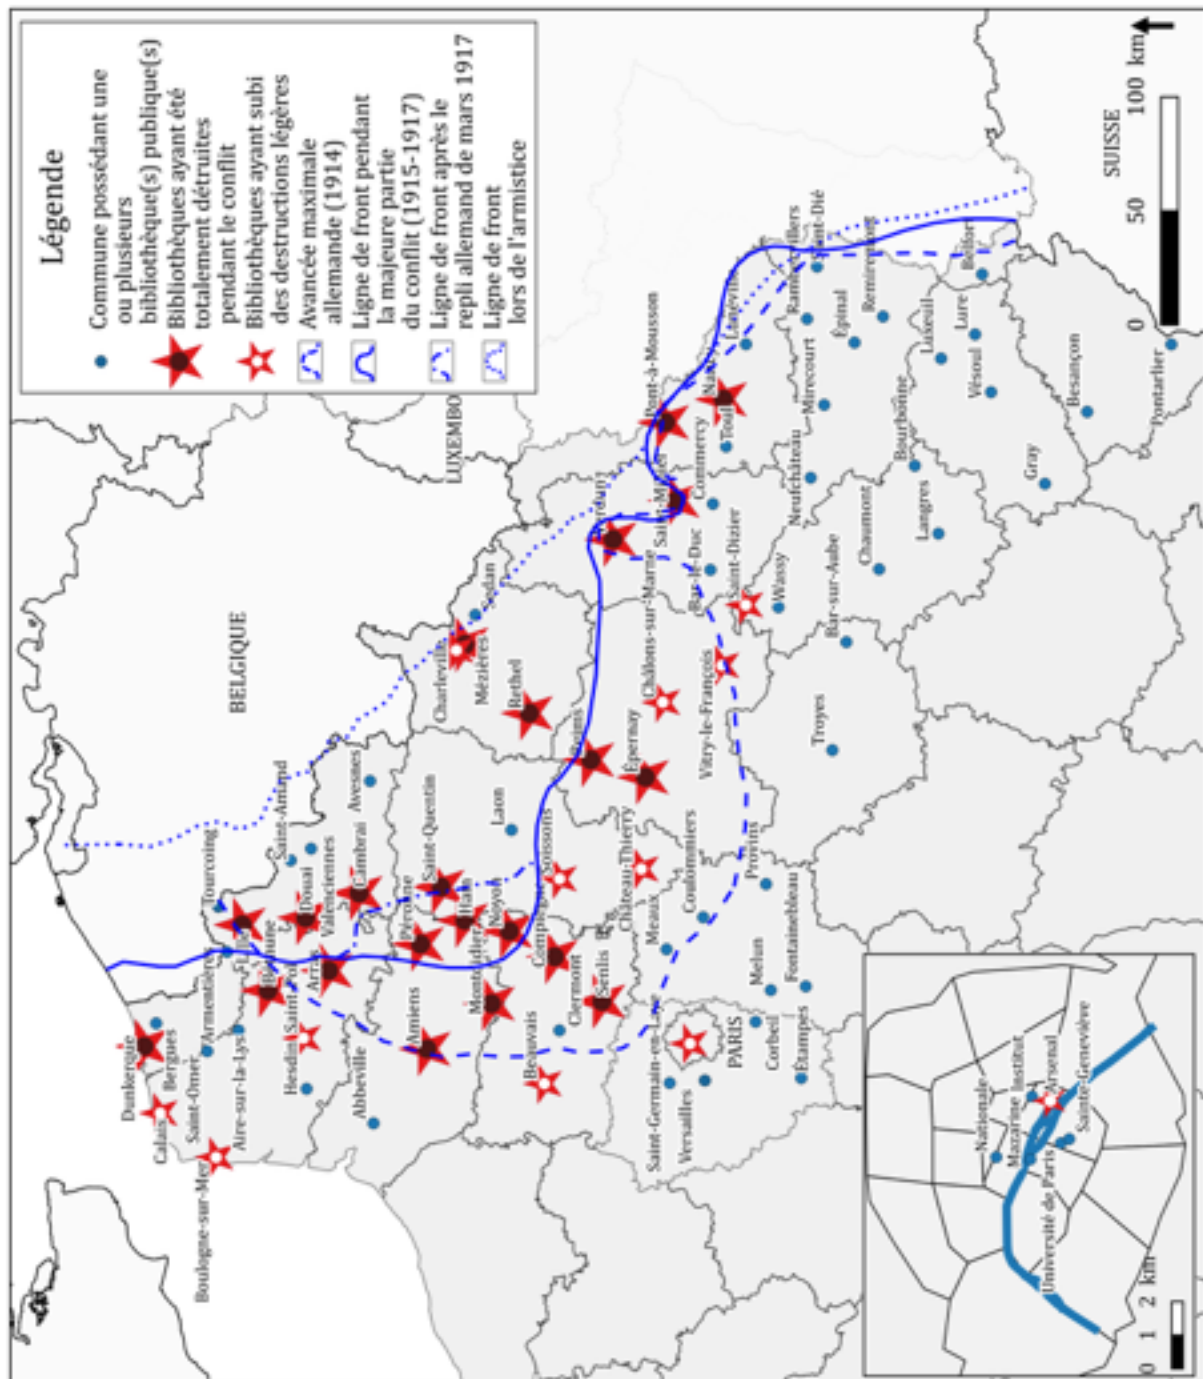 Légende
Commune possédant une
ou plusieurs
bibliothèque(s) publique(s)
Bibliothèques ayant été
totalement détruites
pendant le conflit
Bibliothèques ayant subi
des destructions légères
Avancée maximale
allemande (1914)
Ligne de front pendant
la majeure partie
du conflit (1915-1917)
Ligne de front après le
repli allemand de mars 1917
Ligne de front
lors de l'armistice
BELGIQUE
LUXEMBO
SUISSE
0 50 100 km
Dunkerque
Calais
Bergues
Saint-Omer
Boulogne-sur-Mer
Aire-sur-la-Lys
Armentières
Tourcoing
Hesdin
Douai
Valenciennes
Saint-Amand
Cambrai
Avesnes
Abbeville
Amiens
Péronne
Saint-Quentin
Ham
Noyon
Montdidier
Laon
Charleville
Mézières
Sedan
Rethel
Beauvais
Clermont
Senlis
Soissons
Épernay
Château-Thierry
Châlons-sur-Marne
Vitry-le-François
Meaux
Coulommiers
Provins
Saint-Germain-en-Laye
Versailles
PARIS
Corbeil
Melun
Étampes
Fontainebleau
Troyes
Bar-sur-Aube
Saint-Dizier
Wassy
Bar-le-Duc
Commercy
Pont-à-Mousson
Toul
Neufchâteau
Mirecourt
Épinal
Remiremont
Chaumont
Langres
Bourbonne
Luxeuil
Lure
Vésoul
Belfort
Gray
Besançon
Pontarlier
Nationale
Mazarine
Institut
Arsenal
Sainte-Geneviève
Université de Paris
0 1 2 km